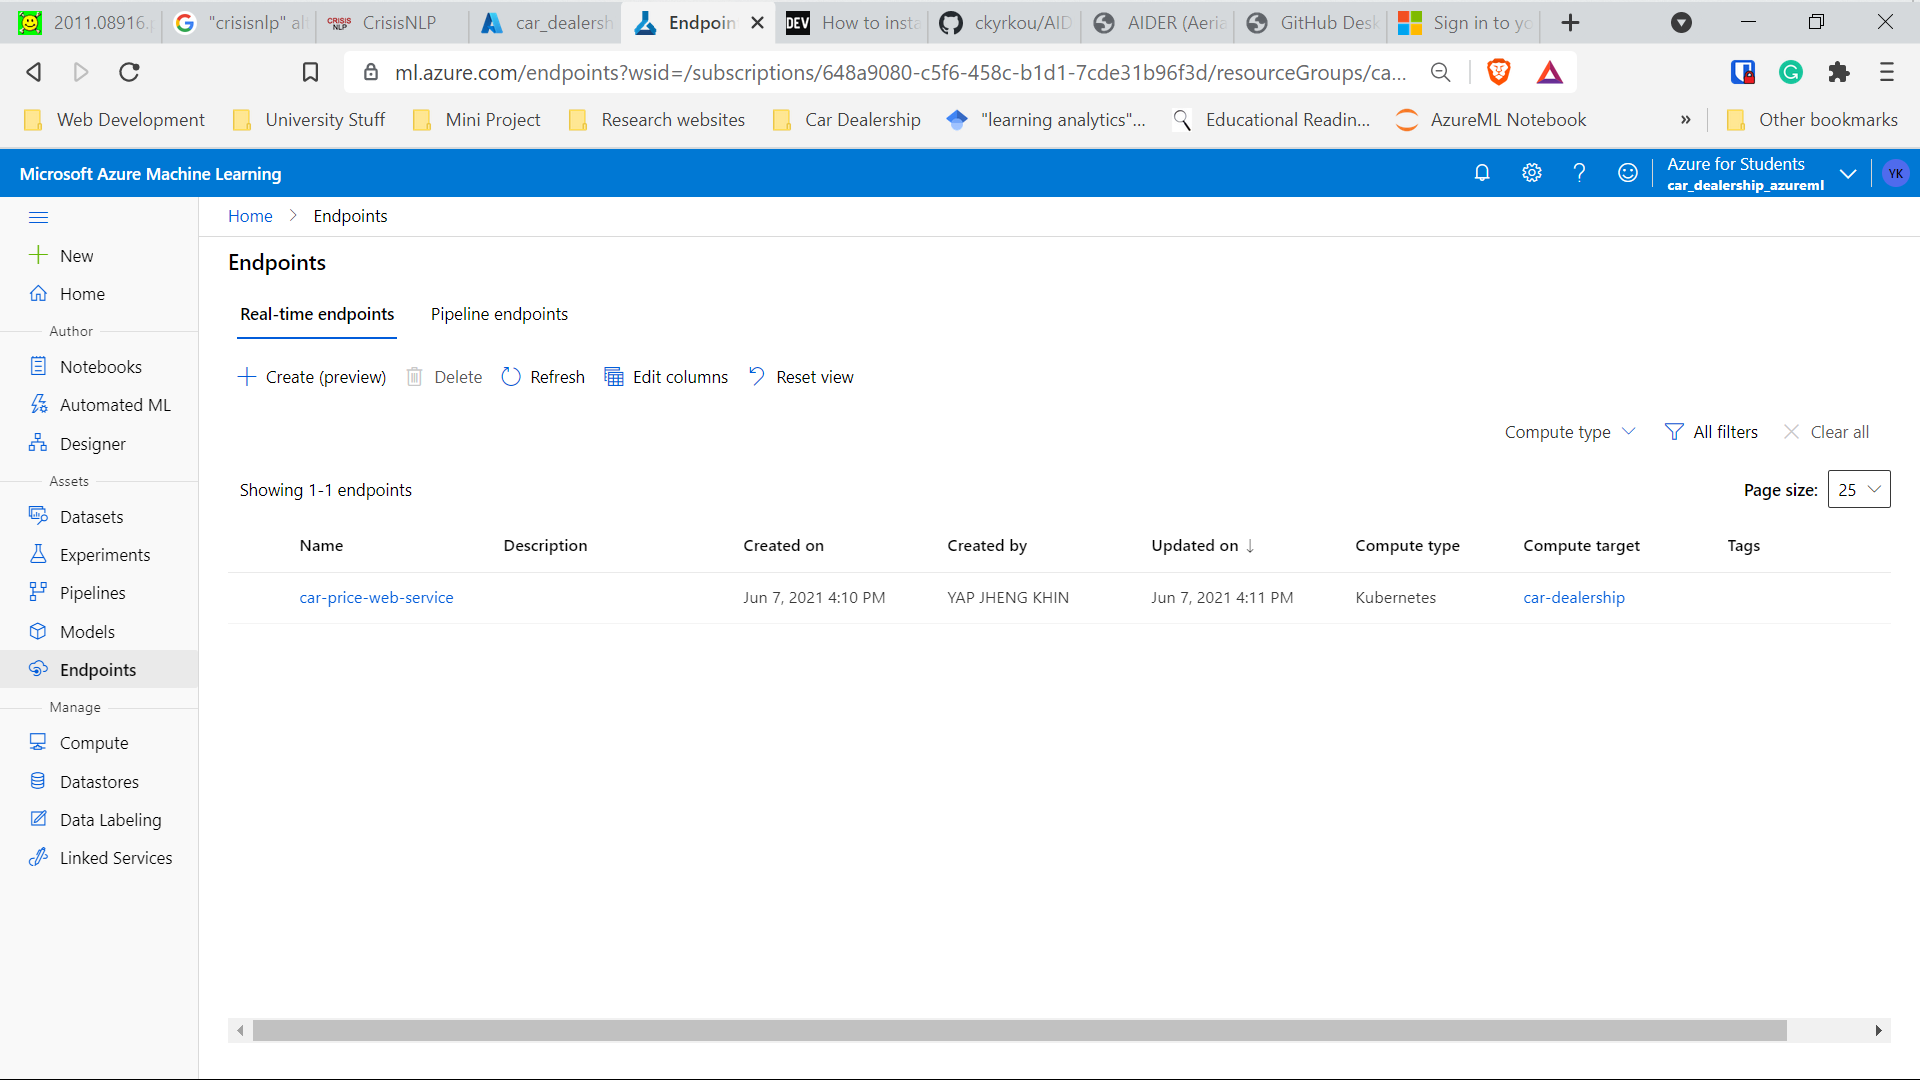 2011.08916.p
"crisisnlp" alt
CRISIS NLP
CrisisNLP
car_dealersh
Endpoin
DEV
How to insta
ckyrkou/AID
AIDER (Aeria
GitHub Desk
Sign in to yo
ml.azure.com/endpoints?wsid=/subscriptions/648a9080-c5f6-458c-b1d1-7cde31b96f3d/resourceGroups/ca...
Web Development
University Stuff
Mini Project
Research websites
Car Dealership
"learning analytics"...
Educational Readin...
AzureML Notebook
»
Other bookmarks
Microsoft Azure Machine Learning
Azure for Students
car_dealership_azureml
YK
Home > Endpoints
New
Home
Author
Notebooks
Automated ML
Designer
Assets
Datasets
Experiments
Pipelines
Models
Endpoints
Manage
Compute
Datastores
Data Labeling
Linked Services
Endpoints
Real-time endpoints
Pipeline endpoints
Create (preview)
Delete
Refresh
Edit columns
Reset view
Compute type
All filters
Clear all
Showing 1-1 endpoints
Page size: 25
Name Description Created on Created by Updated on ↓ Compute type Compute target Tags
car-price-web-service Jun 7, 2021 4:10 PM YAP JHENG KHIN Jun 7, 2021 4:11 PM Kubernetes car-dealership